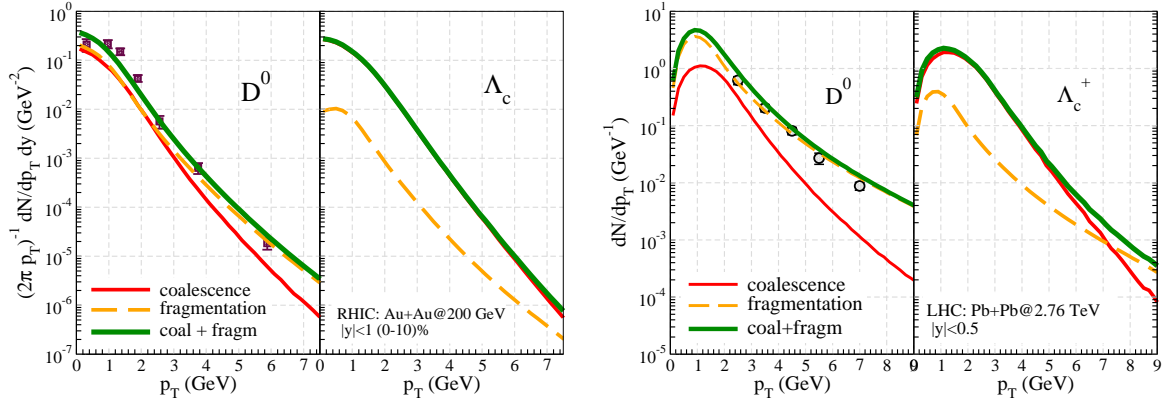 10^0
10^-1
10^-2
10^-3
10^-4
10^-5
10^-6
10^-7
(2π p_T)^-1 dN/dp_T dy (GeV^-2)
D^0
coalescence
fragmentation
coal + fragm
0 1 2 3 4 5 6 7
p_T (GeV)
Λ_c
RHIC: Au+Au@200 GeV
|y|<1 (0-10)%
0 1 2 3 4 5 6 7
p_T (GeV)
10^1
10^0
10^-1
10^-2
10^-3
10^-4
10^-5
dN/dp_T (GeV^-1)
D^0
coalescence
fragmentation
coal+fragm
0 1 2 3 4 5 6 7 8 9
p_T (GeV)
Λ_c^+
LHC: Pb+Pb@2.76 TeV
|y|<0.5
0 1 2 3 4 5 6 7 8 9
p_T (GeV)